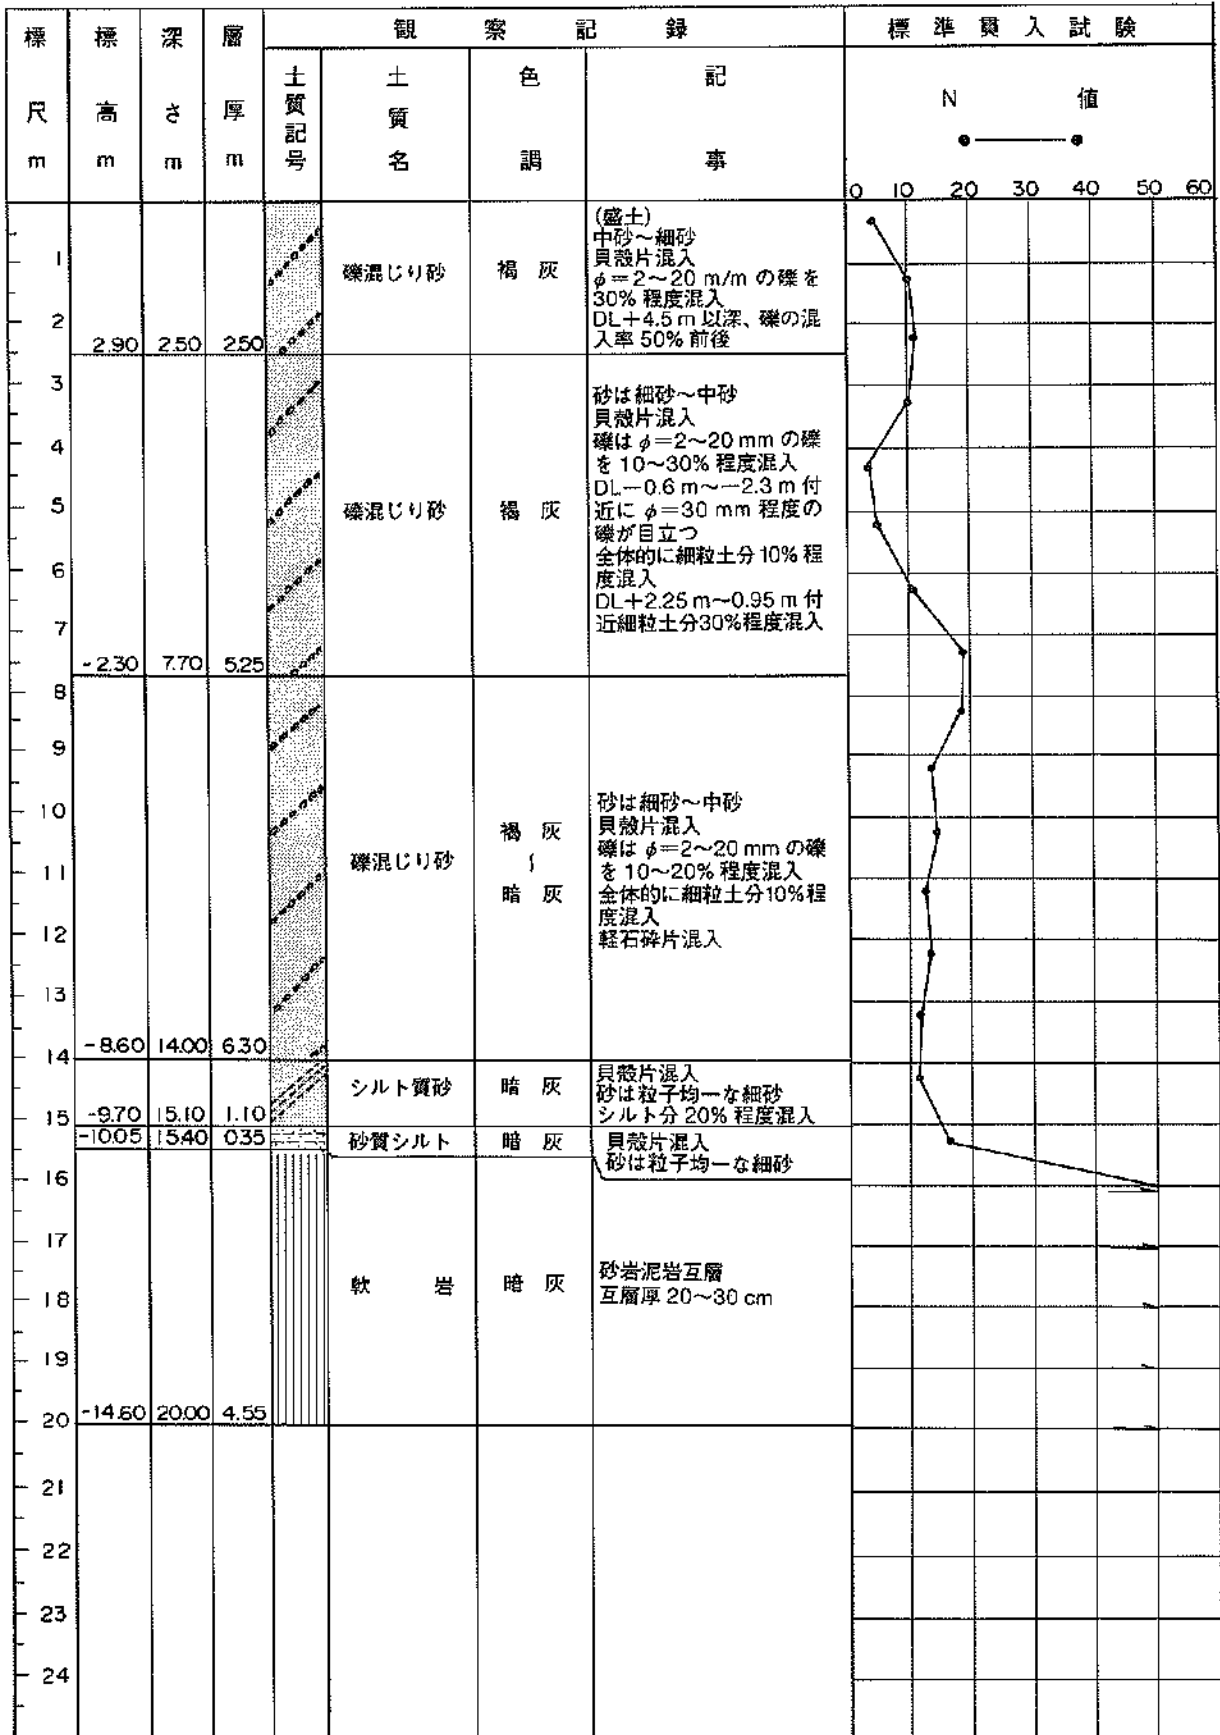 標尺m
標高m
深さm
層厚m
観察記録
標準貫入試験
土質記号
土質名
色調
記事
N 値
0 10 20 30 40 50 60
1
2
3
4
5
6
7
8
9
10
11
12
13
14
15
16
17
18
19
20
21
22
23
24
2.90 2.50 2.50
礫混じり砂
褐 灰
(盛土)
中砂～細砂
貝殻片混入
φ=2～20 m/m の礫を
30% 程度混入
DL+4.5 m 以深、礫の混
入率 50% 前後
-2.30 7.70 5.25
礫混じり砂
褐 灰
砂は細砂～中砂
貝殻片混入
礫は φ=2～20 mm の礫
を 10～30% 程度混入
DL−0.6 m～−2.3 m 付
近に φ=30 mm 程度の
礫が目立つ
全体的に細粒土分 10% 程
度混入
DL+2.25 m～0.95 m 付
近細粒土分30%程度混入
-8.60 14.00 6.30
礫混じり砂
褐 灰
〜
暗 灰
砂は細砂～中砂
貝殻片混入
礫は φ=2～20 mm の礫
を 10～20% 程度混入
全体的に細粒土分10%程
度混入
軽石砕片混入
-9.70 15.10 1.10
シルト質砂
暗 灰
貝殻片混入
砂は粒子均一な細砂
シルト分 20% 程度混入
-10.05 15.40 0.35
砂質シルト
暗 灰
貝殻片混入
砂は粒子均一な細砂
-14.60 20.00 4.55
軟 岩
暗 灰
砂岩泥岩互層
互層厚 20～30 cm